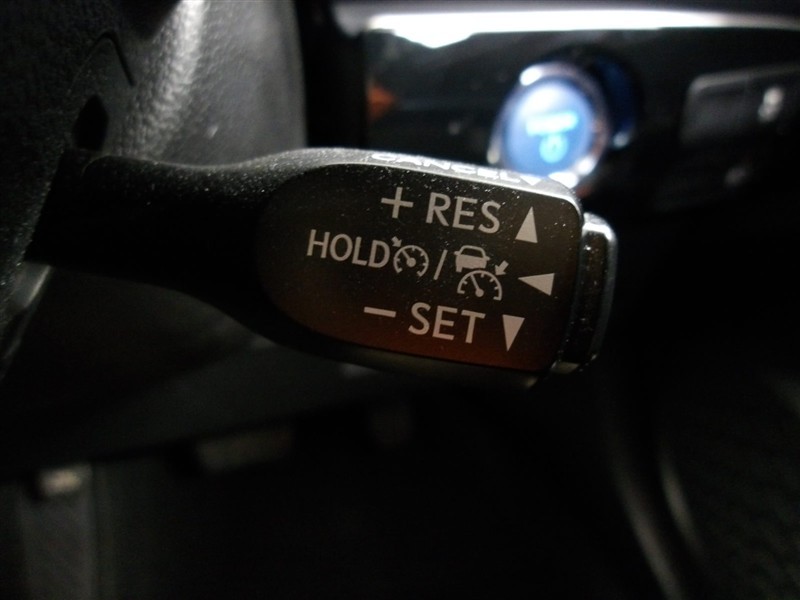 CANCEL
+ RES
HOLD /
− SET